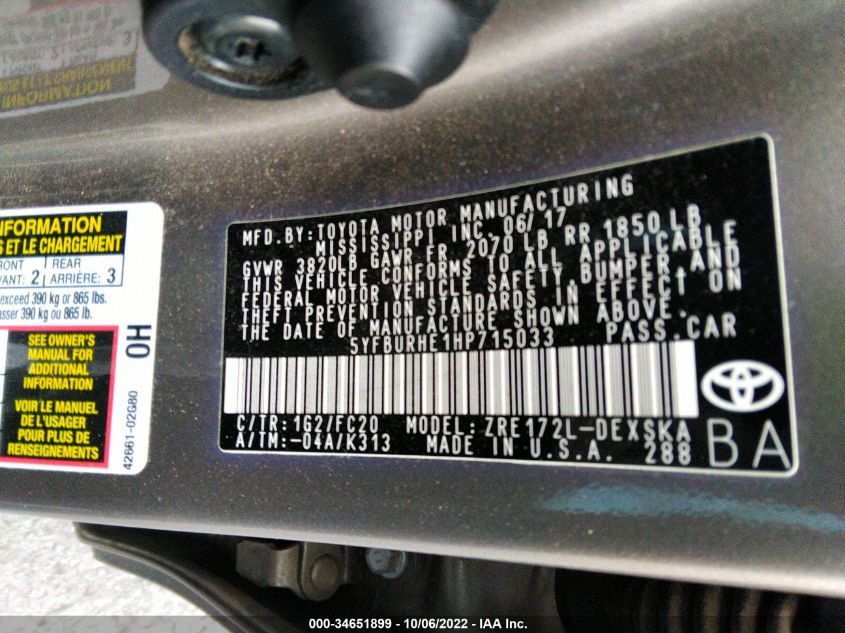 INFORMATION
S ET LE CHARGEMENT
FRONT
REAR
VANT: 2
ARRIÈRE: 3
exceed 390 kg or 865 lbs.
asser 390 kg ou 865 lb.
SEE OWNER'S
MANUAL FOR
ADDITIONAL
INFORMATION
VOIR LE MANUEL
DE L'USAGER
POUR PLUS DE
RENSEIGNEMENTS
OH
42661-02G80
MFD.BY:TOYOTA MOTOR MANUFACTURING
MISSISSIPPI INC. 06/17
GVWR 3820LB GAWR FR 2070 LB RR 1850 LB
THIS VEHICLE CONFORMS TO ALL APPLICABLE
FEDERAL MOTOR VEHICLE SAFETY, BUMPER, AND
THEFT PREVENTION STANDARDS IN EFFECT ON
THE DATE OF MANUFACTURE SHOWN ABOVE.
5YFBURHE1HP715033 PASS.CAR
C/TR: 1G2/FC20 MODEL: ZRE172L-DEXSKA
A/TM: -04A/K313 MADE IN U.S.A. 288
BA
000-34651899 - 10/06/2022 - IAA Inc.